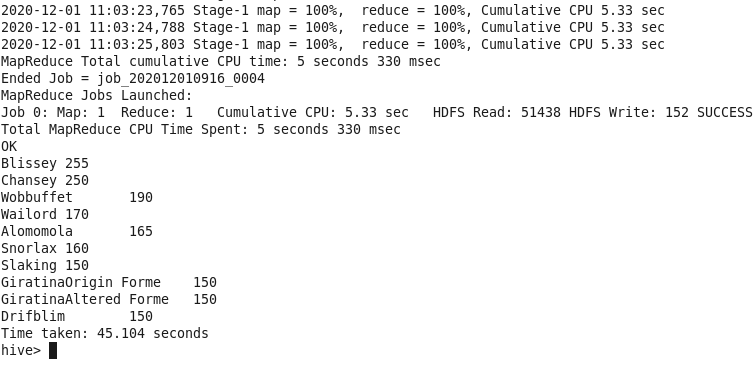 2020-12-01 11:03:23,765 Stage-1 map = 100%,  reduce = 100%, Cumulative CPU 5.33 sec
2020-12-01 11:03:24,788 Stage-1 map = 100%,  reduce = 100%, Cumulative CPU 5.33 sec
2020-12-01 11:03:25,803 Stage-1 map = 100%,  reduce = 100%, Cumulative CPU 5.33 sec
MapReduce Total cumulative CPU time: 5 seconds 330 msec
Ended Job = job_202012010916_0004
MapReduce Jobs Launched:
Job 0: Map: 1  Reduce: 1   Cumulative CPU: 5.33 sec   HDFS Read: 51438 HDFS Write: 152 SUCCESS
Total MapReduce CPU Time Spent: 5 seconds 330 msec
OK
Blissey 255
Chansey 250
Wobbuffet       190
Wailord 170
Alomomola       165
Snorlax 160
Slaking 150
GiratinaOrigin Forme    150
GiratinaAltered Forme   150
Drifblim        150
Time taken: 45.104 seconds
hive>